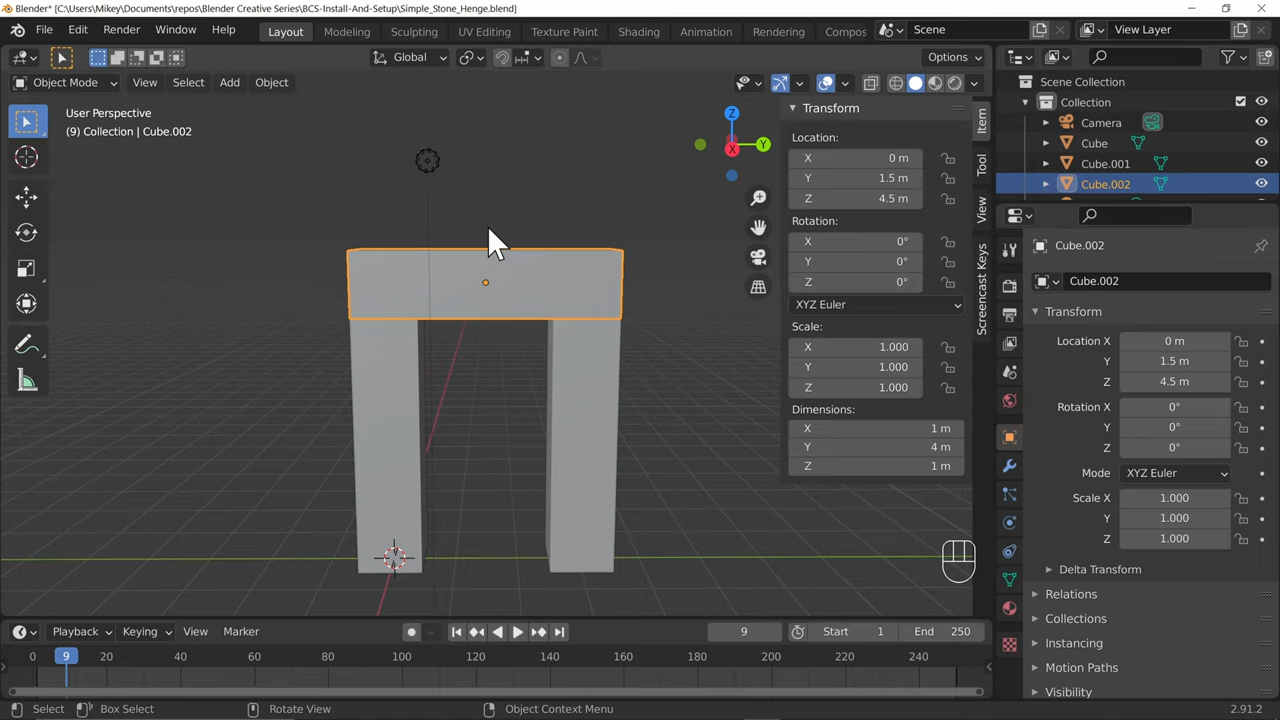 Blender* [C:\Users\Mikey\Documents\repos\Blender Creative Series\BCS-Install-And-Setup\Simple_Stone_Henge.blend]
File Edit Render Window Help Layout Modeling Sculpting UV Editing Texture Paint Shading Animation Rendering Compos Scene View Layer
Global Options
Object Mode View Select Add Object
User Perspective
(9) Collection | Cube.002
Z
Y
X
Transform
Location:
X 0 m
Y 1.5 m
Z 4.5 m
Rotation:
X 0°
Y 0°
Z 0°
XYZ Euler
Scale:
X 1.000
Y 1.000
Z 1.000
Dimensions:
X 1 m
Y 4 m
Z 1 m
Item
Tool
View
Screencast Keys
Scene Collection
Collection
Camera
Cube
Cube.001
Cube.002
Cube.002
Cube.002
Transform
Location X 0 m
Y 1.5 m
Z 4.5 m
Rotation X 0°
Y 0°
Z 0°
Mode XYZ Euler
Scale X 1.000
Y 1.000
Z 1.000
Delta Transform
Relations
Collections
Instancing
Motion Paths
Visibility
Playback Keying View Marker 9 Start 1 End 250
0 9 20 40 60 80 100 120 140 160 180 200 220 240
Select Box Select Rotate View Object Context Menu 2.91.2